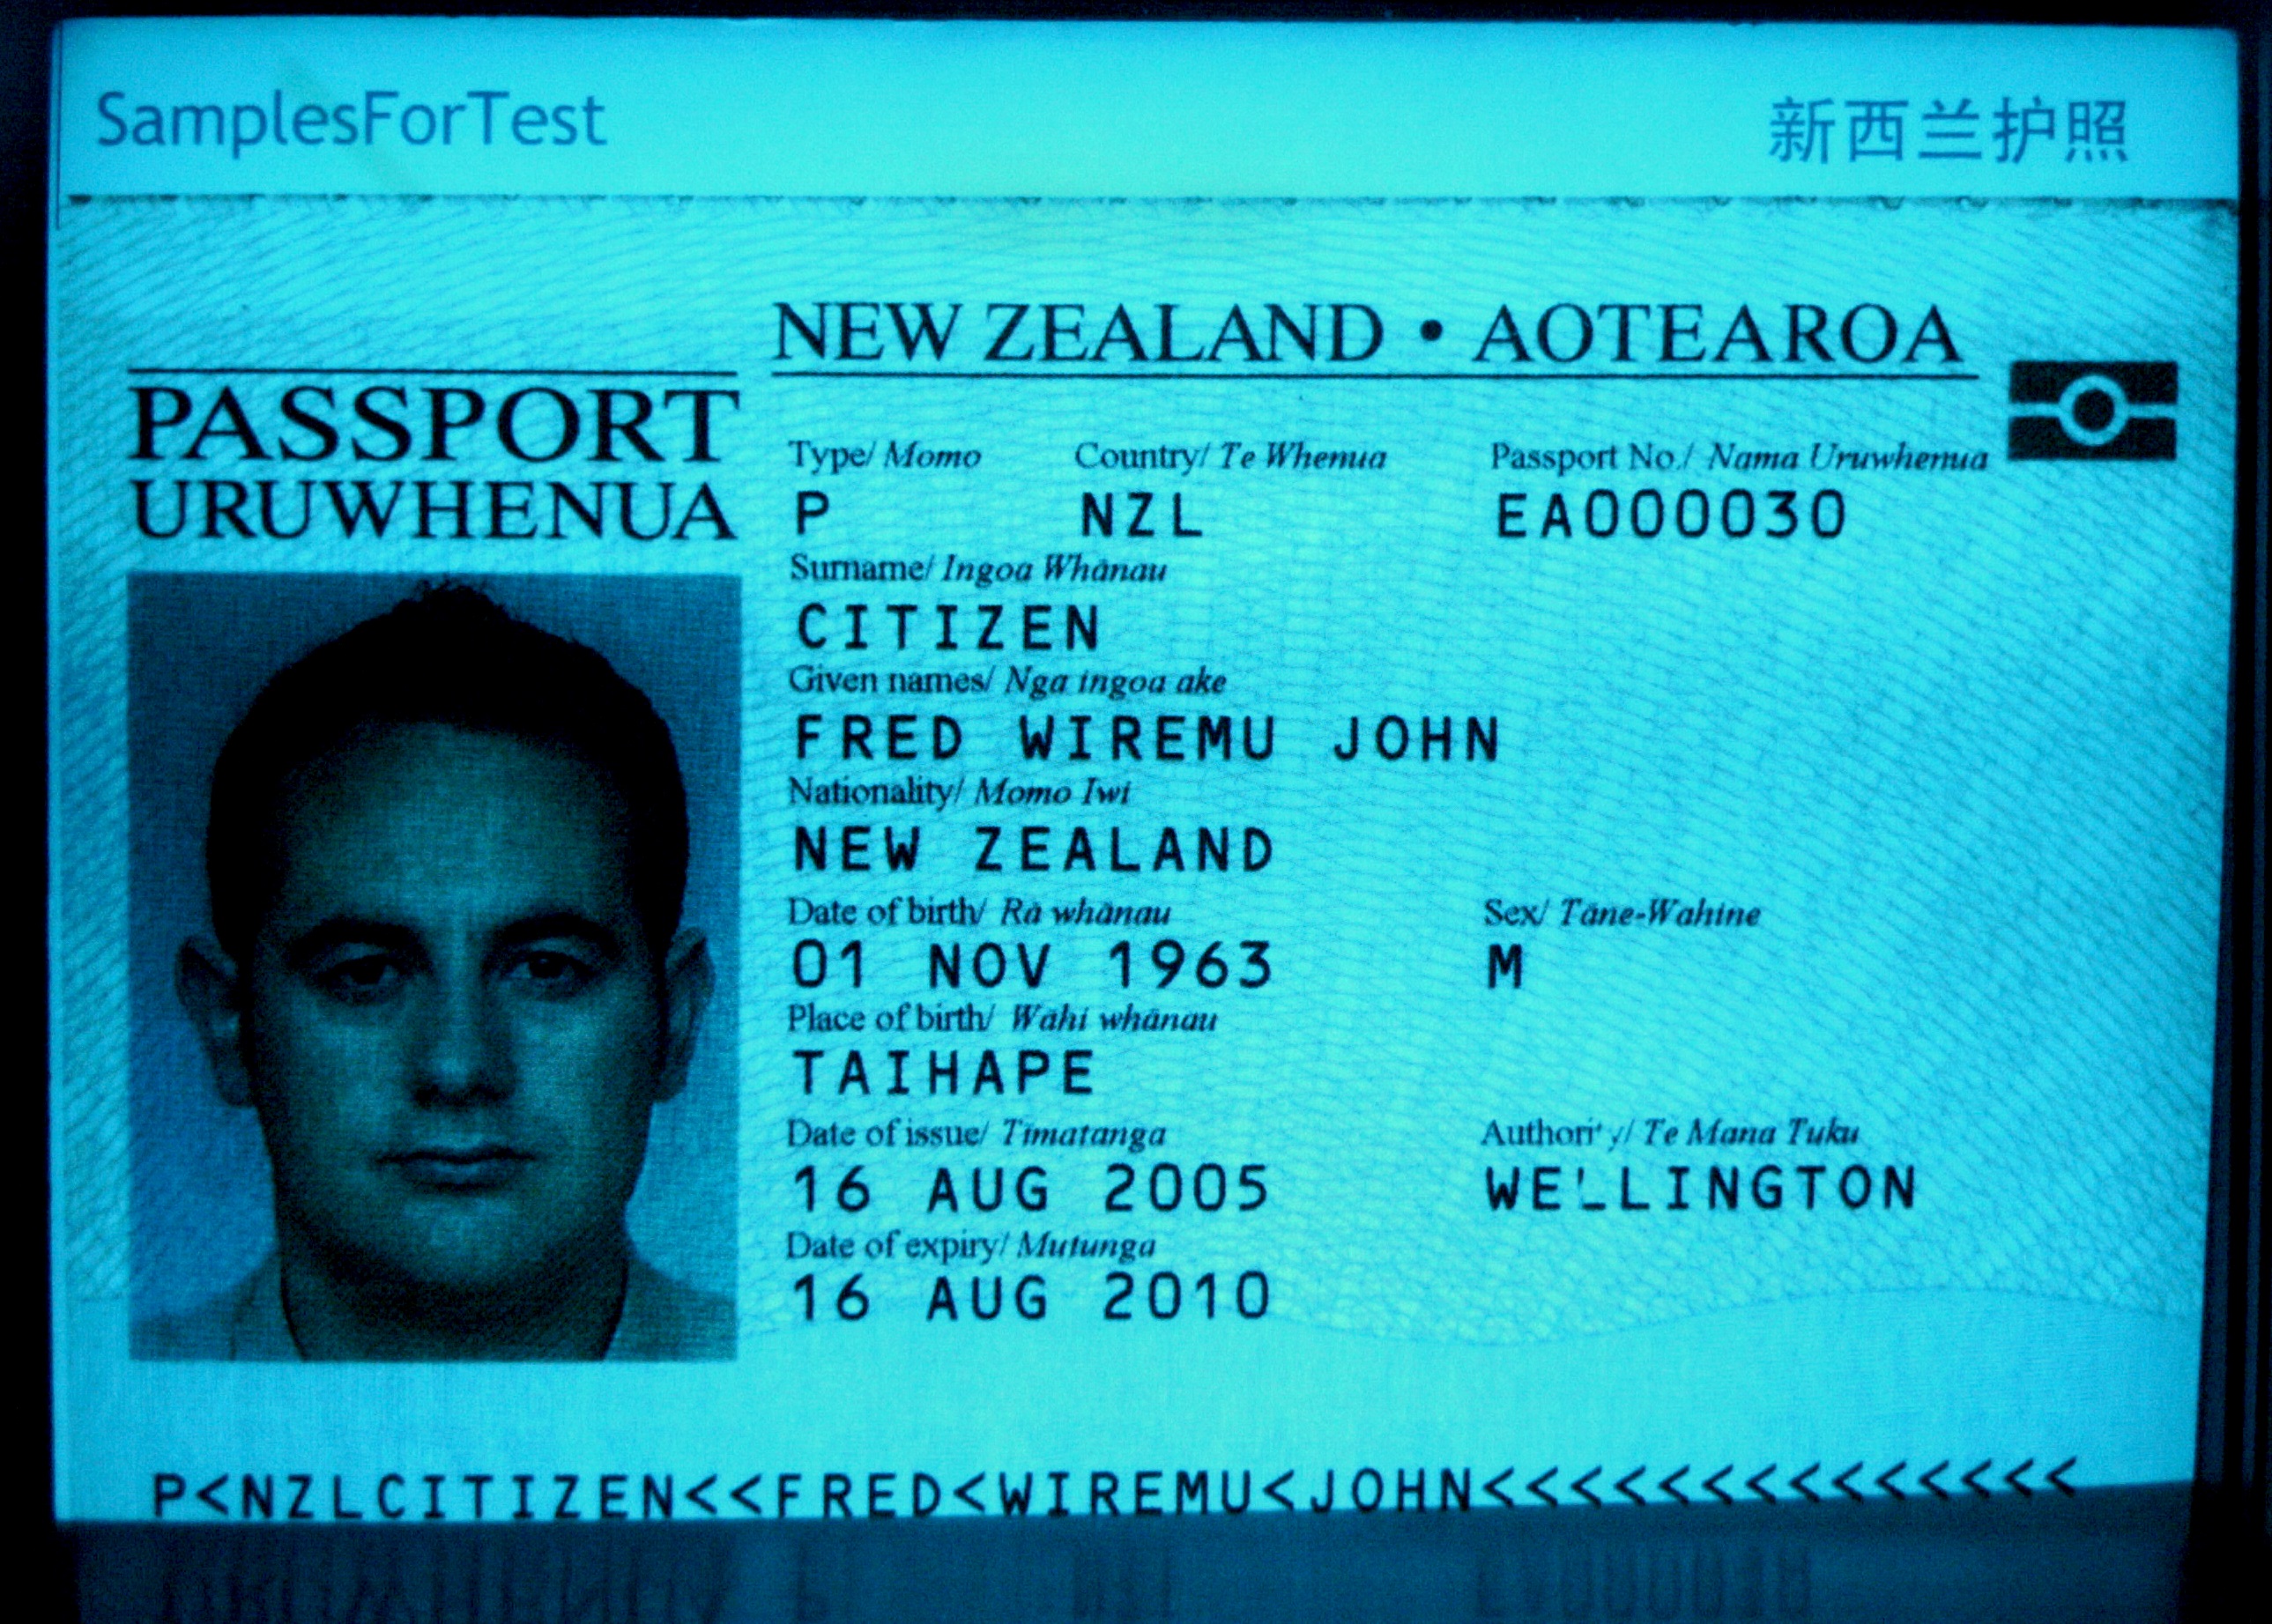 SamplesForTest 新西兰护照
NEW ZEALAND • AOTEAROA
PASSPORT
URUWHENUA
Type/ Momo Country/ Te Whenua Passport No./ Nama Uruwhenua
P NZL EA000030
Surname/ Ingoa Whānau
CITIZEN
Given names/ Nga ingoa ake
FRED WIREMU JOHN
Nationality/ Momo Iwi
NEW ZEALAND
Date of birth/ Rā whānau Sex/ Tāne-Wahine
01 NOV 1963 M
Place of birth/ Wāhi whānau
TAIHAPE
Date of issue/ Timatanga Authority/ Te Mana Tuku
16 AUG 2005 WELLINGTON
Date of expiry/ Mutunga
16 AUG 2010
P<NZLCITIZEN<<FRED<WIREMU<JOHN<<<<<<<<<<<<<<